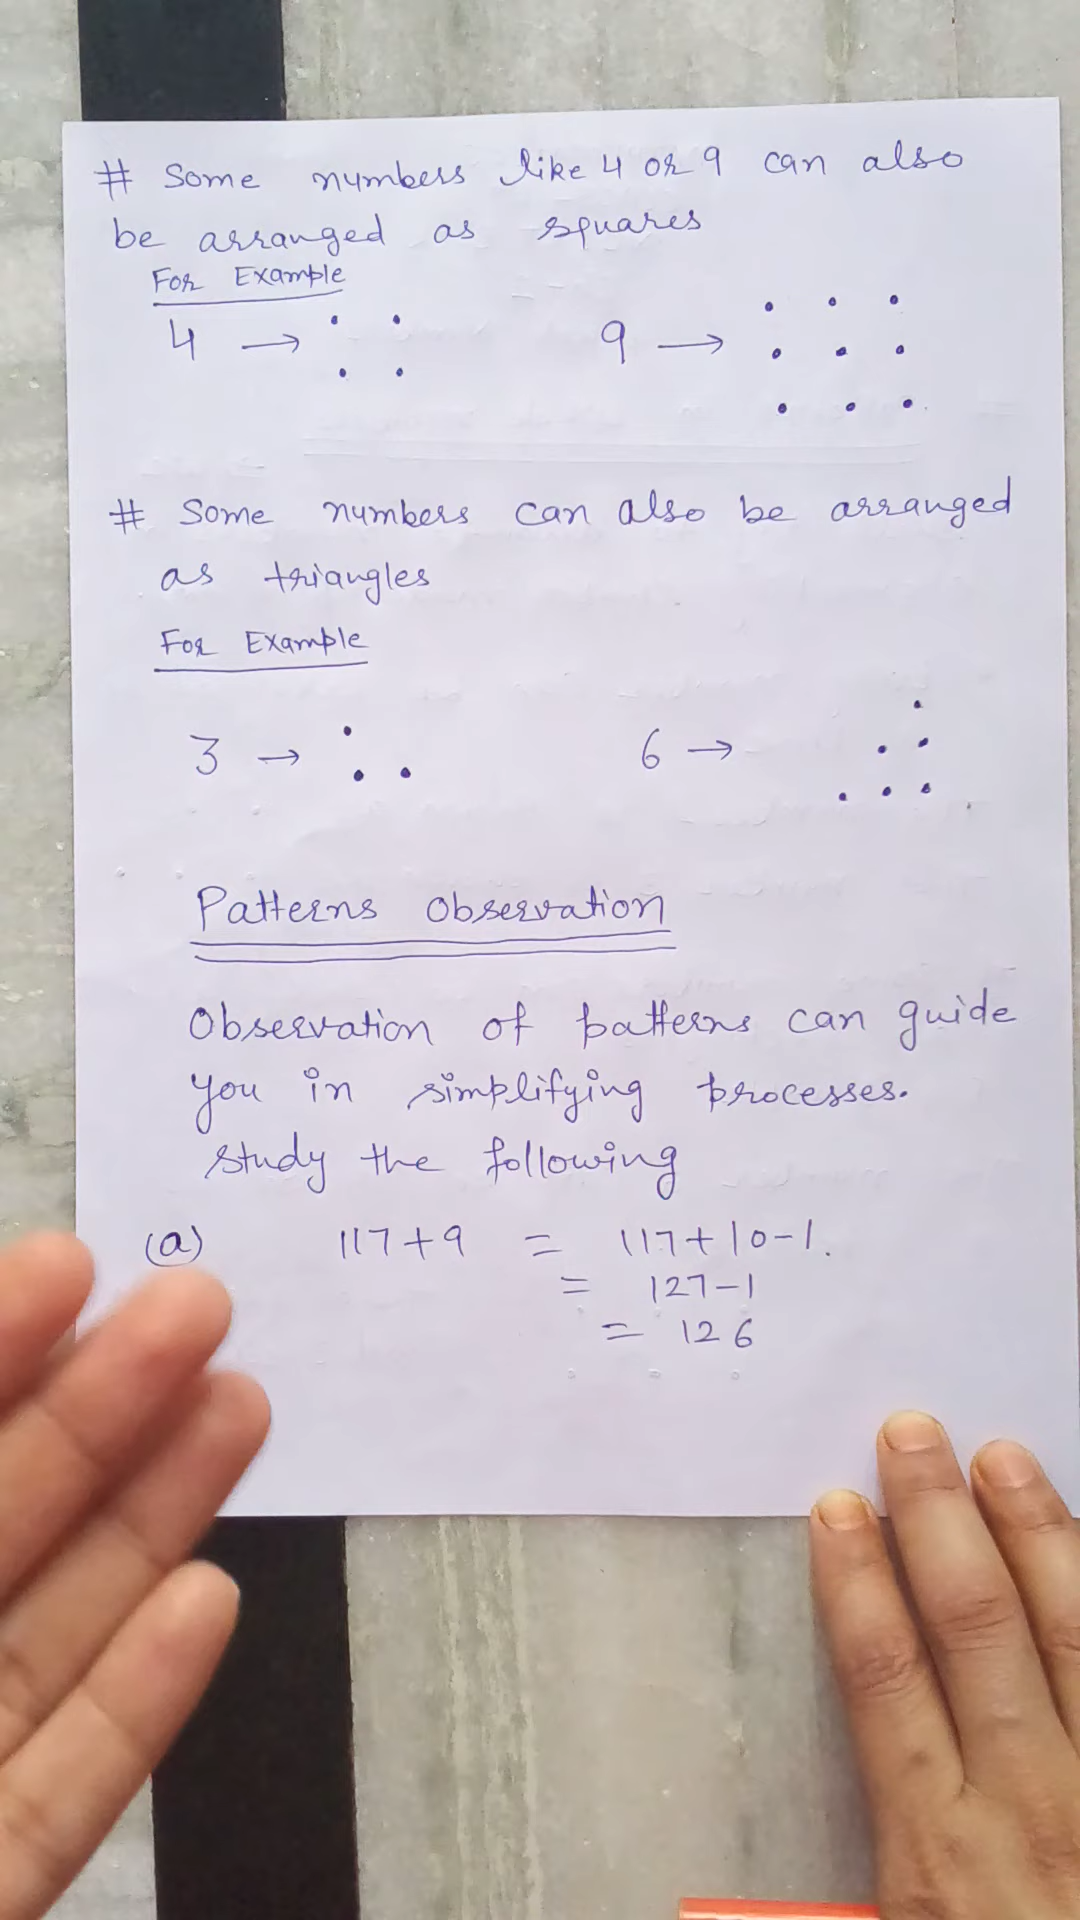 # Some numbers like 4 or 9 can also
be arranged as squares
For Example
4 → 9 →
# Some numbers can also be arranged
as triangles
For Example
3 → 6 →
Patterns Observation
Observation of patterns can guide
you in simplifying processes.
Study the following
(a) 117+9 = 117+10-1.
= 127-1
= 126